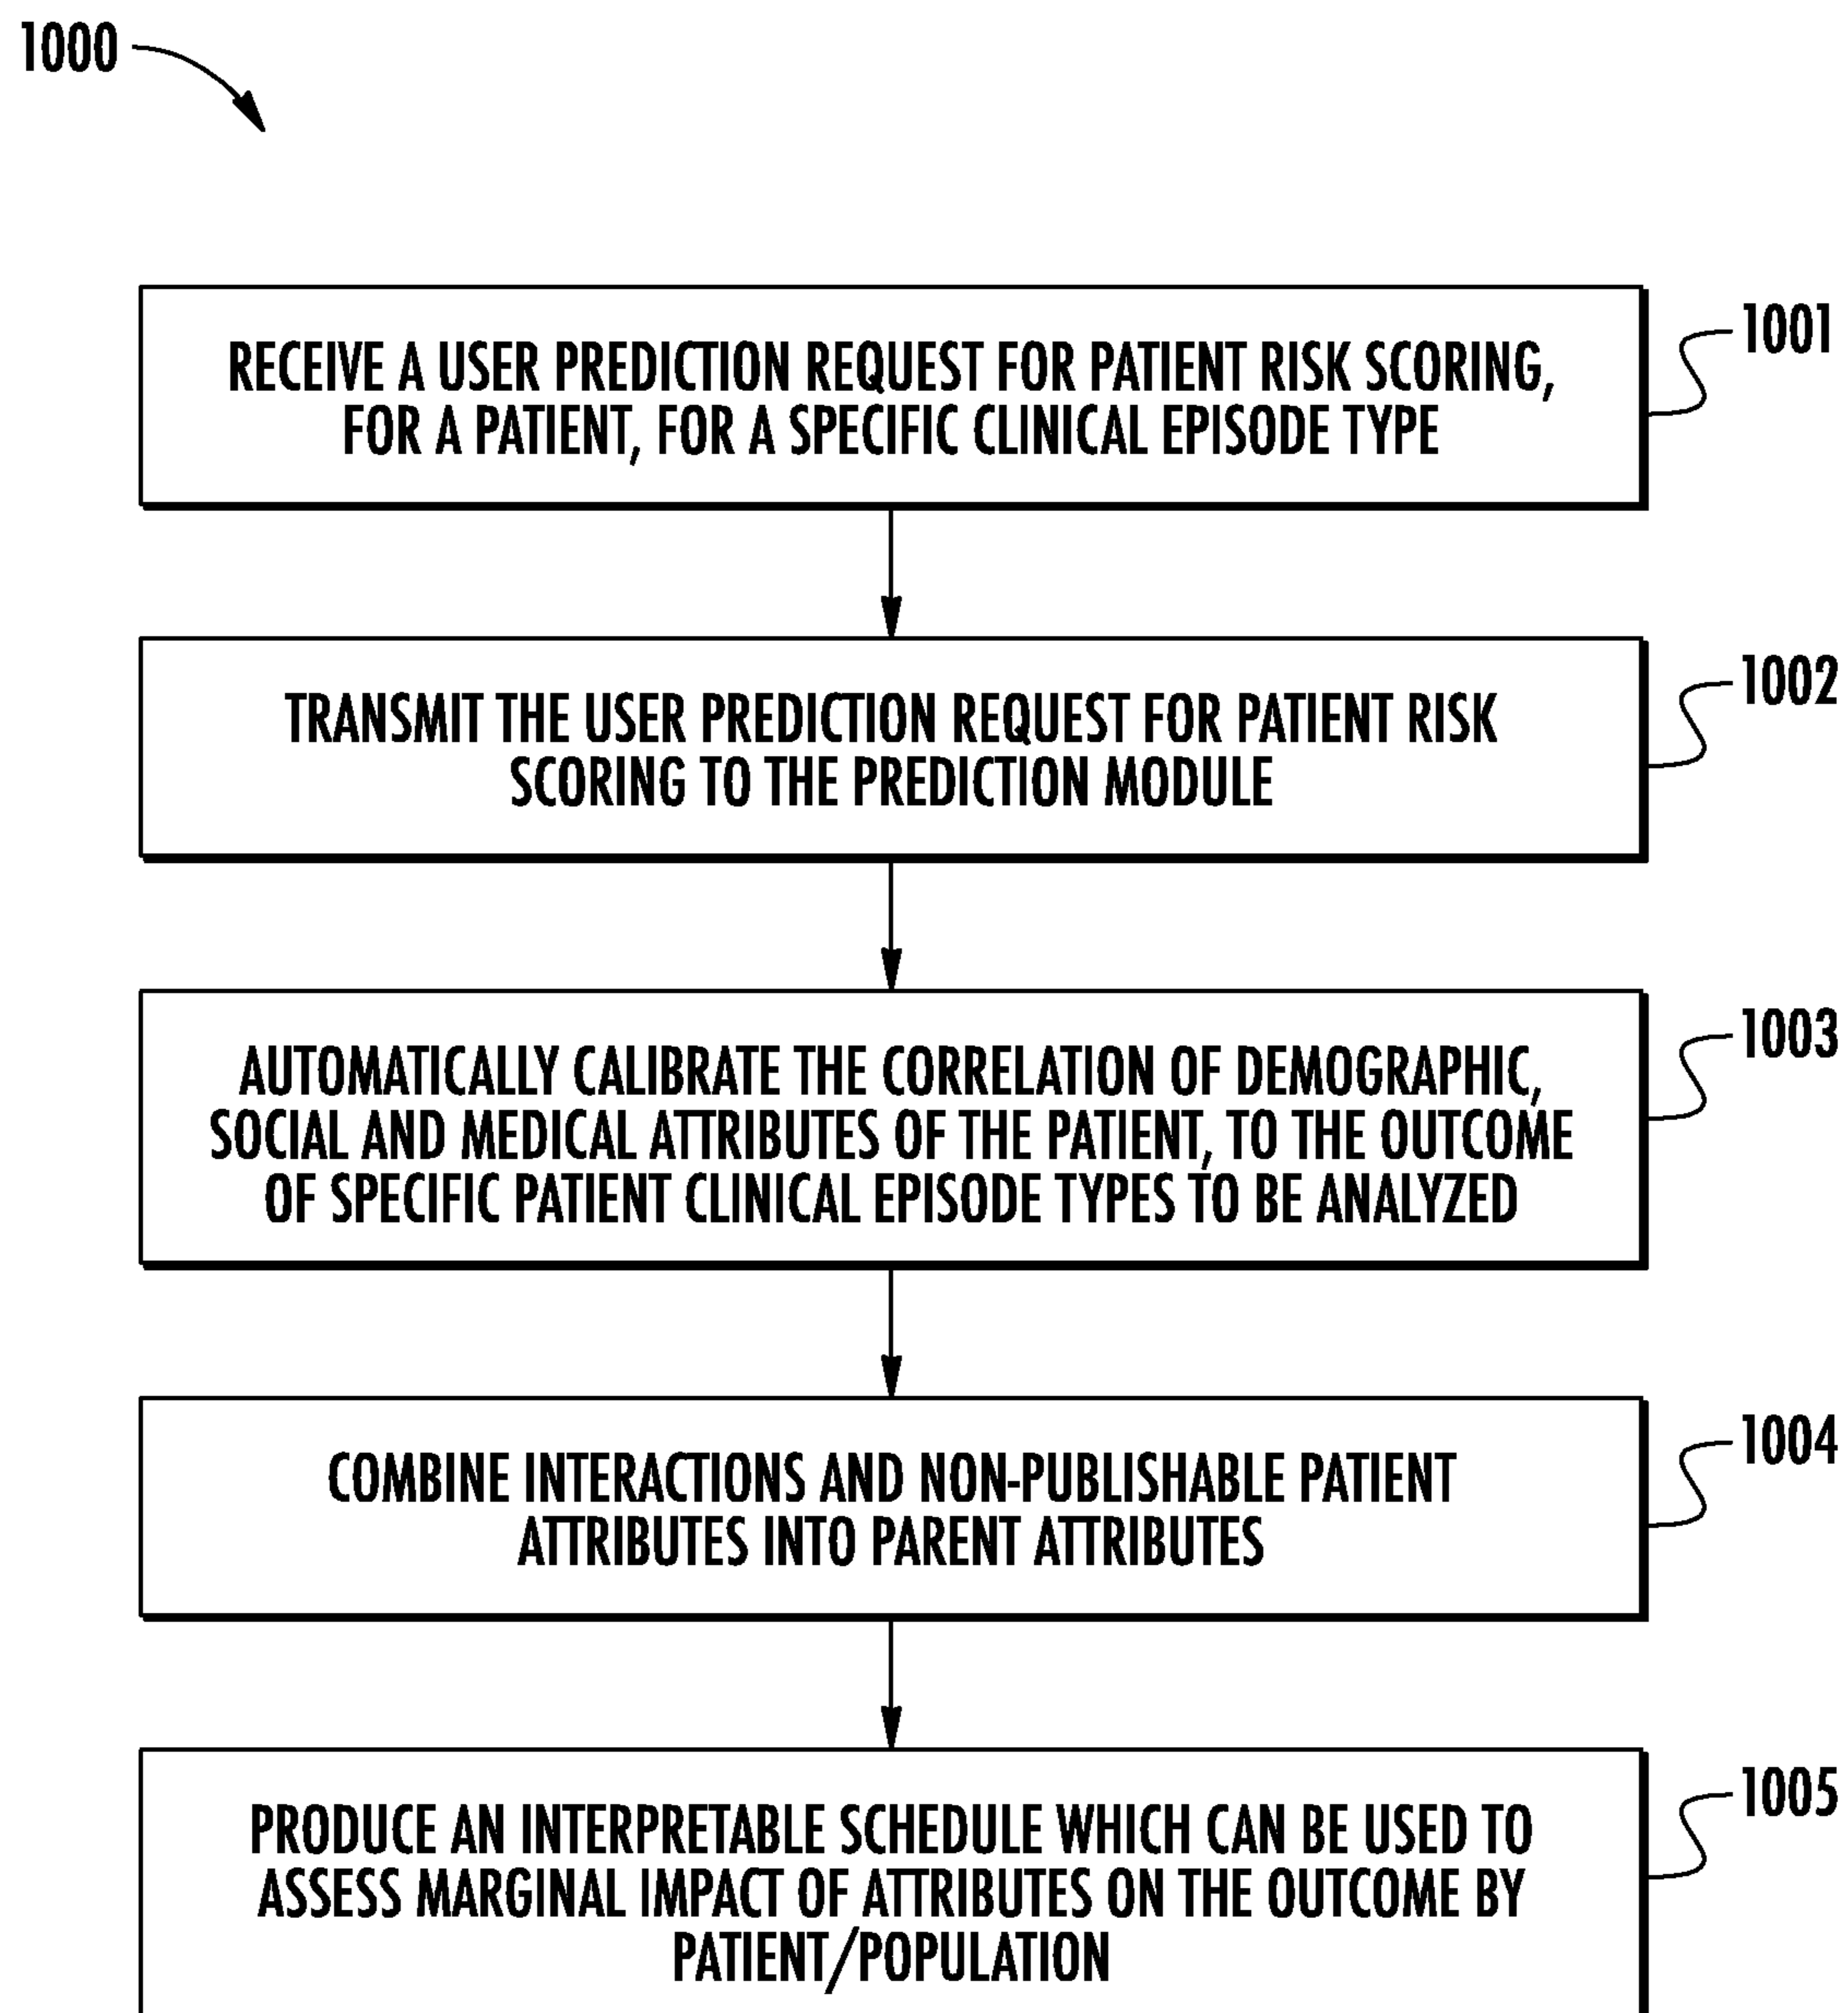 1000
RECEIVE A USER PREDICTION REQUEST FOR PATIENT RISK SCORING,
FOR A PATIENT, FOR A SPECIFIC CLINICAL EPISODE TYPE
1001
TRANSMIT THE USER PREDICTION REQUEST FOR PATIENT RISK
SCORING TO THE PREDICTION MODULE
1002
AUTOMATICALLY CALIBRATE THE CORRELATION OF DEMOGRAPHIC,
SOCIAL AND MEDICAL ATTRIBUTES OF THE PATIENT, TO THE OUTCOME
OF SPECIFIC PATIENT CLINICAL EPISODE TYPES TO BE ANALYZED
1003
COMBINE INTERACTIONS AND NON-PUBLISHABLE PATIENT
ATTRIBUTES INTO PARENT ATTRIBUTES
1004
PRODUCE AN INTERPRETABLE SCHEDULE WHICH CAN BE USED TO
ASSESS MARGINAL IMPACT OF ATTRIBUTES ON THE OUTCOME BY
PATIENT/POPULATION
1005